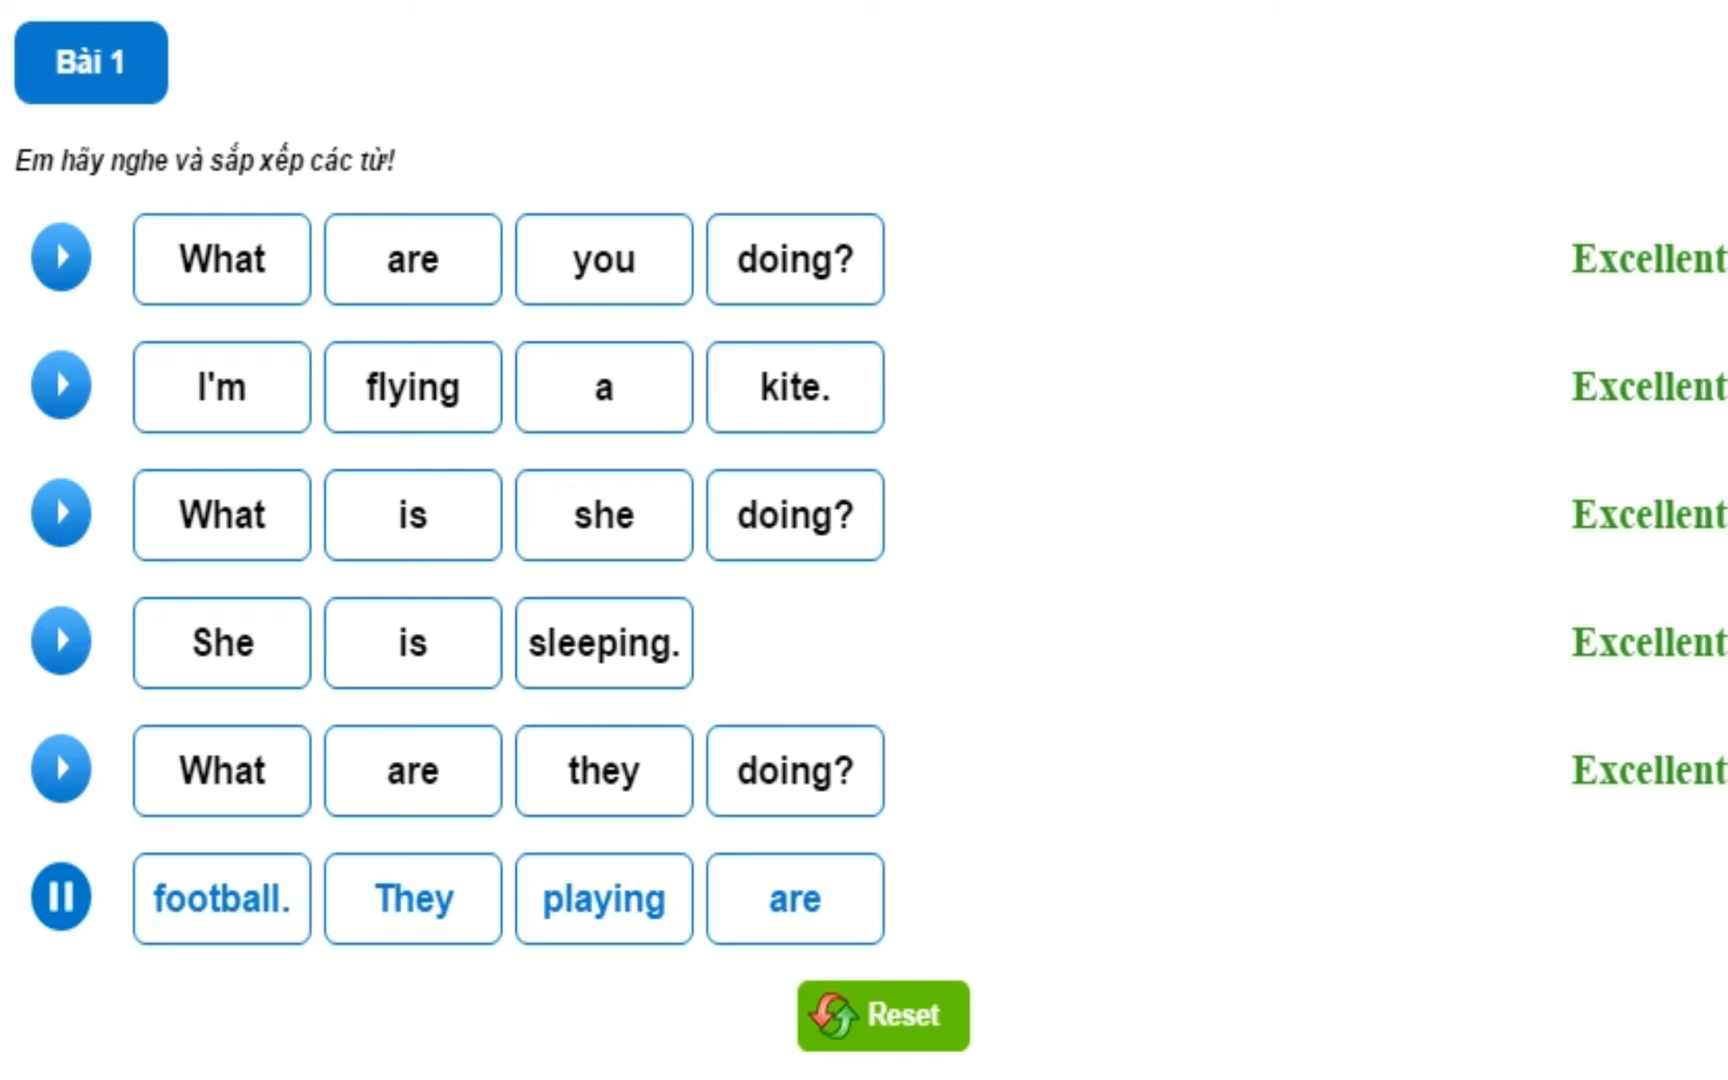 Bài 1
Em hãy nghe và sắp xếp các từ!
What are you doing? Excellent
I'm flying a kite. Excellent
What is she doing? Excellent
She is sleeping. Excellent
What are they doing? Excellent
football. They playing are
Reset